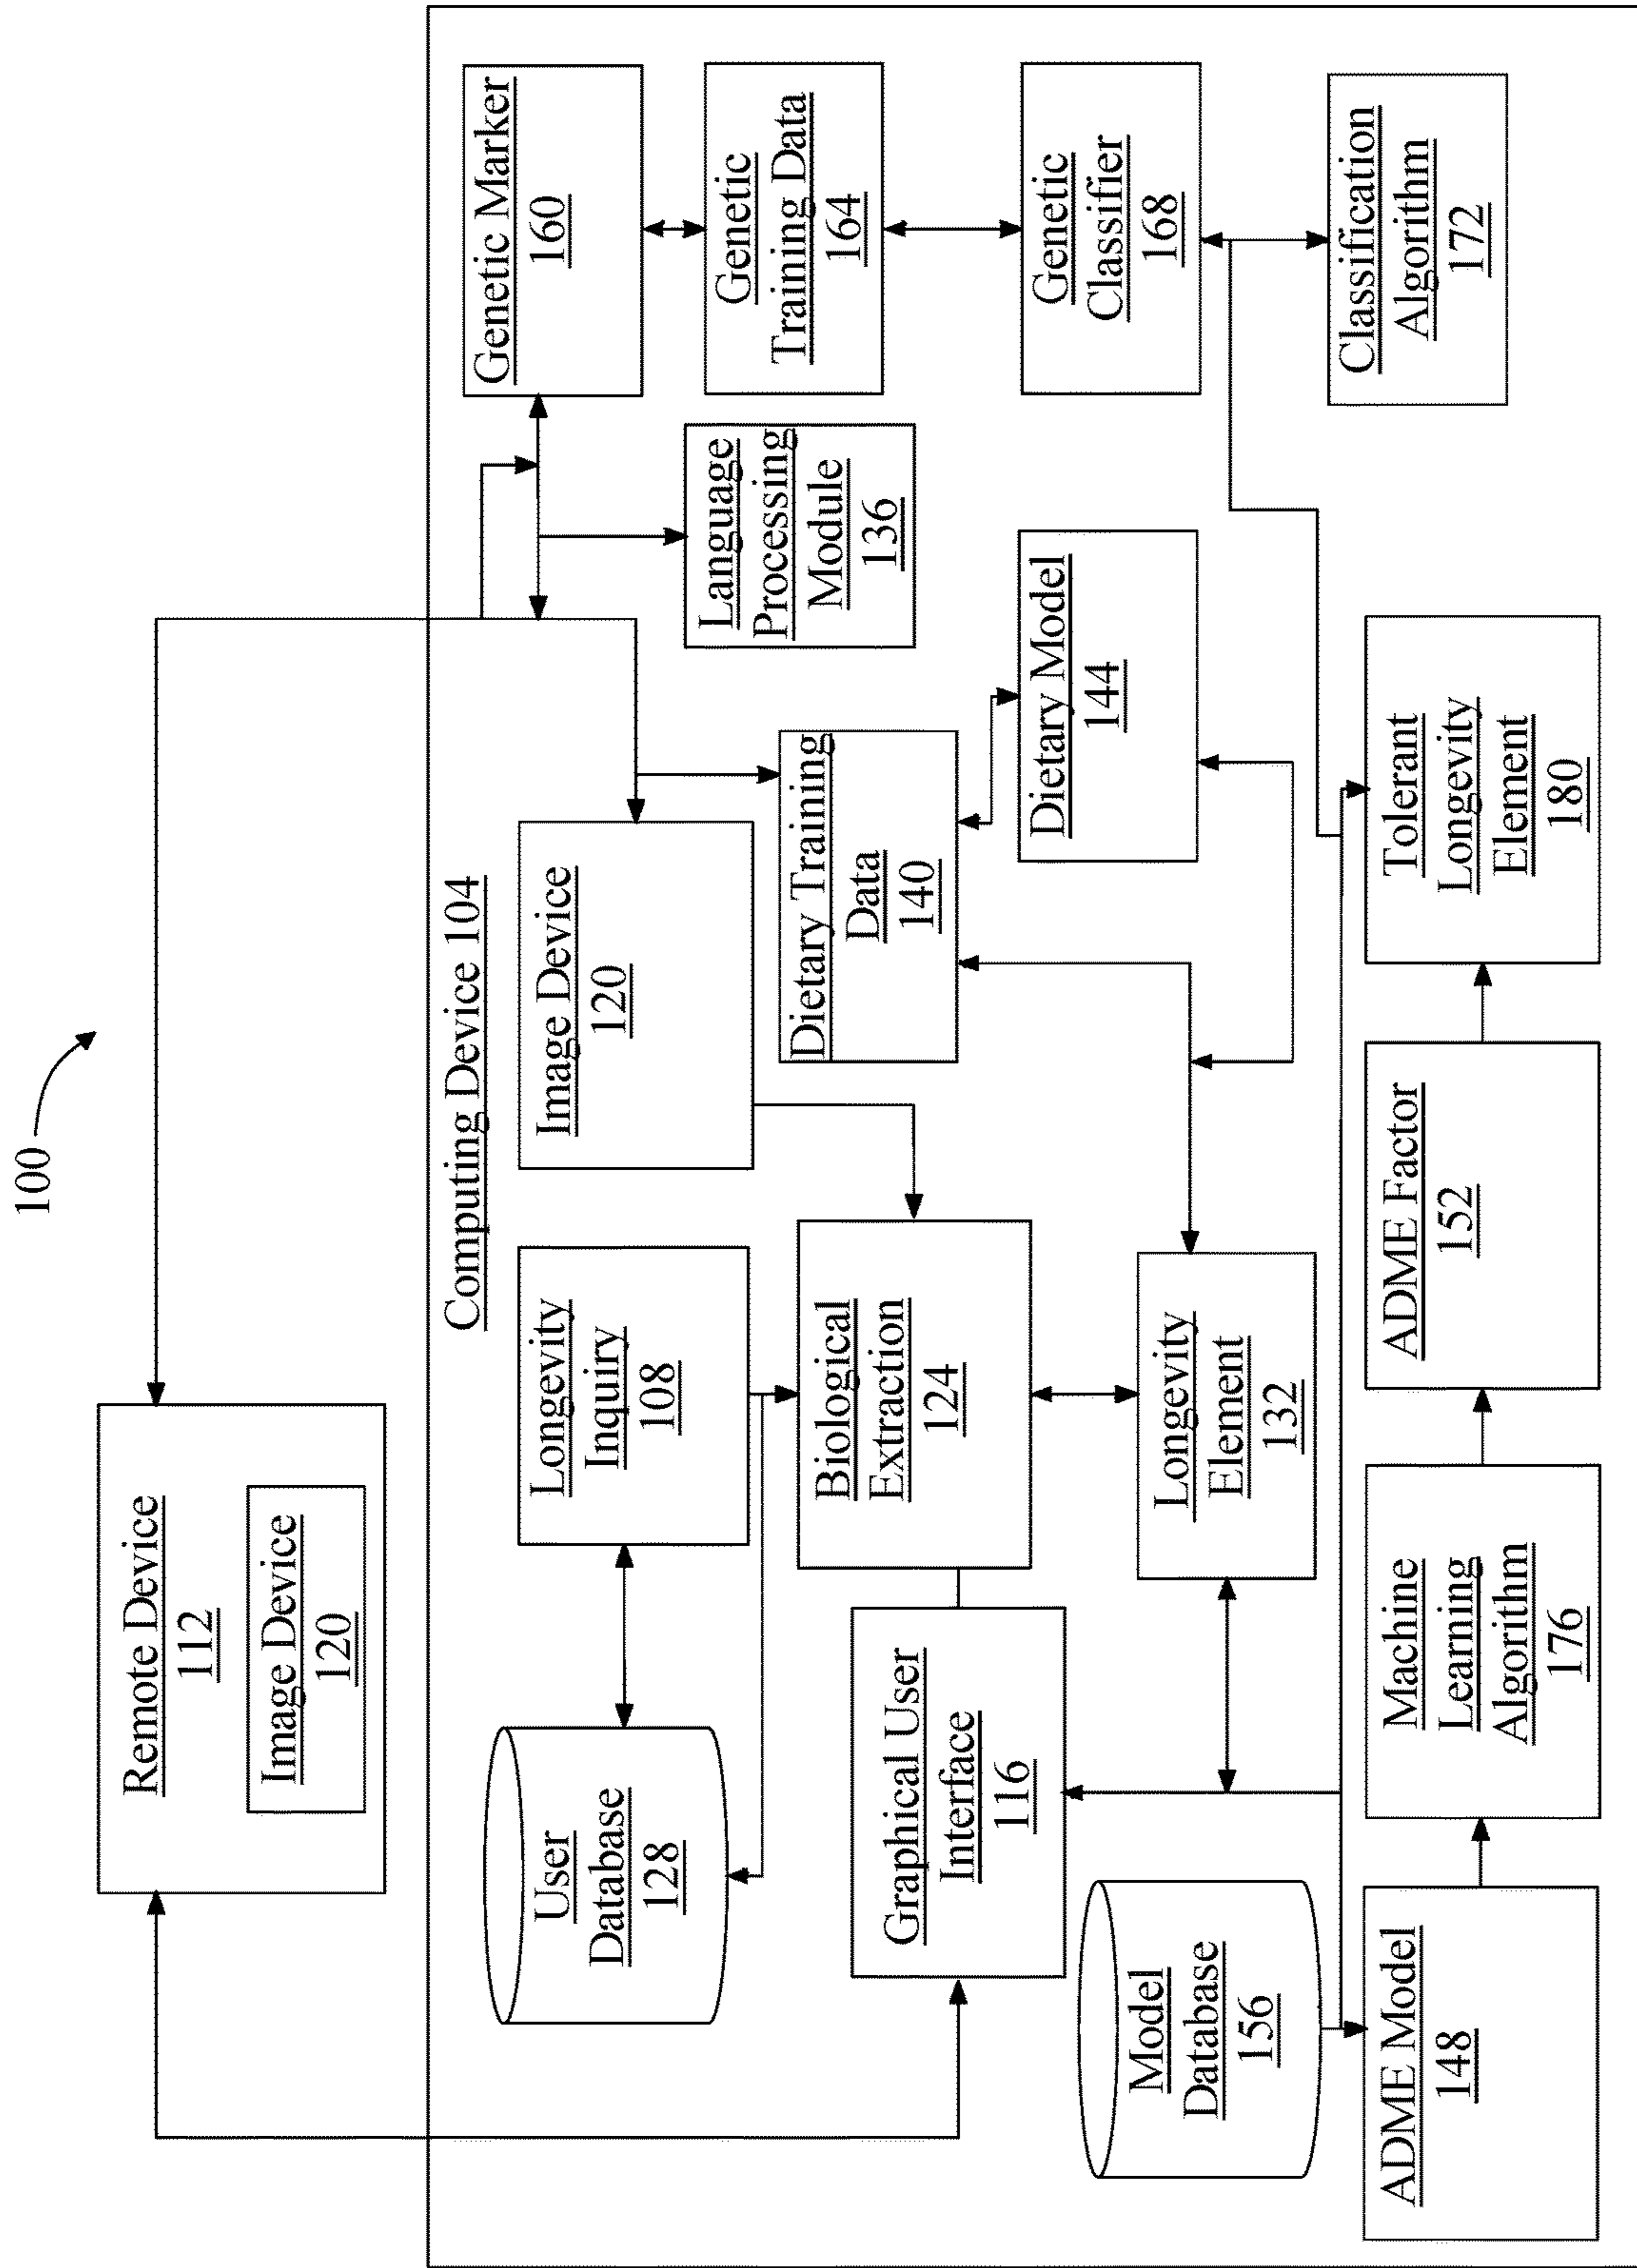 100
Remote Device
112
Image Device
120
Computing Device 104
User
Database
128
Longevity
Inquiry
108
Image Device
120
Genetic Marker
160
Language
Processing
Module
136
Genetic
Training Data
164
Graphical User
Interface
116
Biological
Extraction
124
Dietary Training
Data
140
Dietary Model
144
Genetic
Classifier
168
Model
Database
156
Longevity
Element
132
Classification
Algorithm
172
ADME Model
148
Machine
Learning
Algorithm
176
ADME Factor
152
Tolerant
Longevity
Element
180